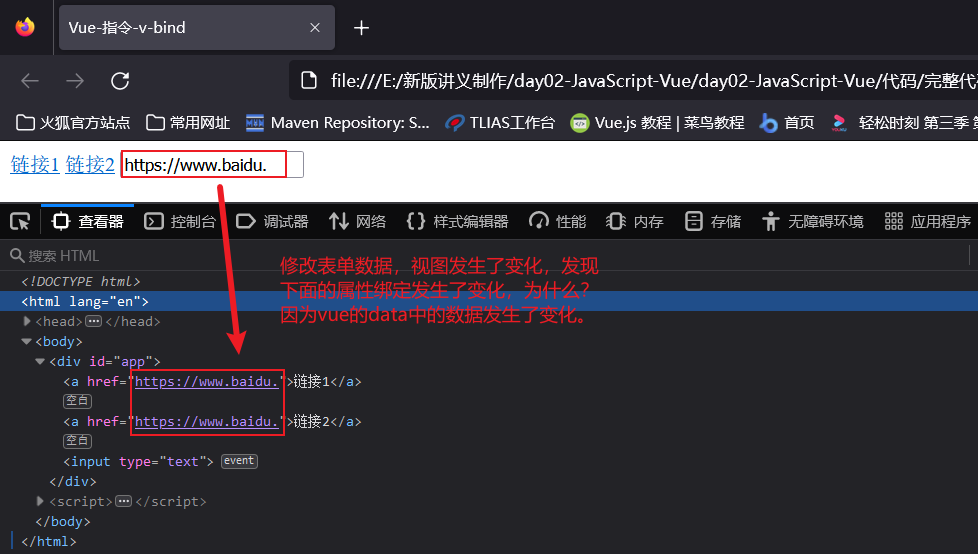 Vue-指令-v-bind
file:///E:/新版讲义制作/day02-JavaScript-Vue/day02-JavaScript-Vue/代码/完整代
火狐官方站点 常用网址 Maven Repository: S... TLIAS工作台 Vue.js 教程 | 菜鸟教程 首页 轻松时刻 第三季 第
链接1 链接2 https://www.baidu.
查看器 控制台 调试器 网络 样式编辑器 性能 内存 存储 无障碍环境 应用程序
搜索 HTML
修改表单数据，视图发生了变化，发现
下面的属性绑定发生了变化，为什么？
因为vue的data中的数据发生了变化。
<!DOCTYPE html>
<html lang="en">
<head>...</head>
<body>
<div id="app">
<a href="https://www.baidu.">链接1</a>
空白
<a href="https://www.baidu.">链接2</a>
空白
<input type="text"> event
</div>
<script>...</script>
</body>
</html>